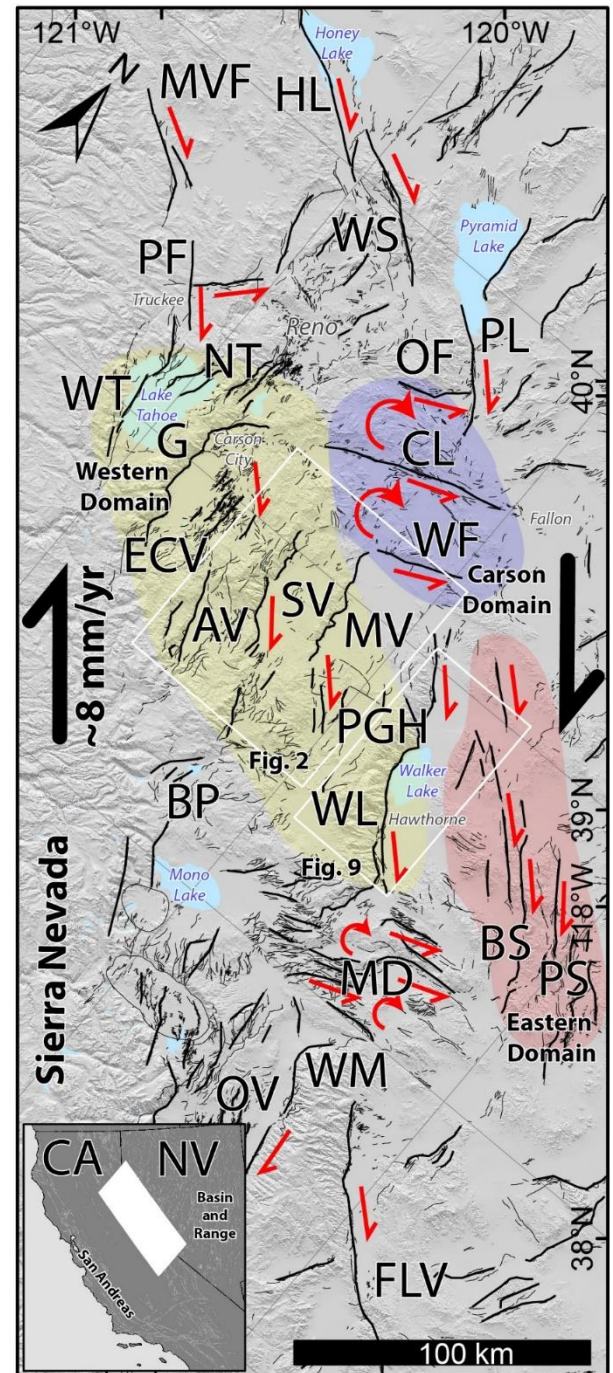 121°W
120°W
Honey
Lake
N
MVF
HL
WS
Pyramid
Lake
PF
Truckee
Reno
PL
OF
40°N
NT
WT
Lake
Tahoe
G
CL
Carson
City
Western
Domain
Fallon
ECV
WF
Carson
Domain
SV
AV
MV
~8 mm/yr
PGH
Fig. 2
Walker
Lake
BP
WL
Hawthorne
39°N
Fig. 9
Mono
Lake
118°W
BS
PS
MD
Sierra Nevada
Eastern
Domain
WM
OV
CA
NV
Basin
and
Range
San Andreas
38°N
FLV
100 km